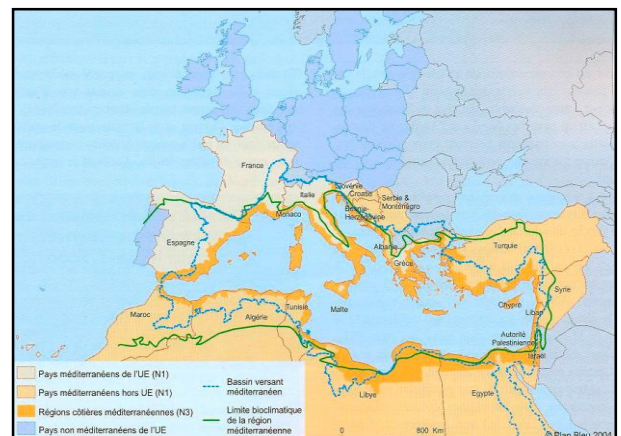 France
Slovénie
Croatie
Italie
Serbie &
Monténégro
Bosnie-
Monaco
Espagne
Albanie
Grèce
Turquie
Chypre
Syrie
Liban
Tunisie
Malte
Maroc
Algérie
Autorité
Palestinienne
Israël
Libye
Egypte
Pays méditerranéens de l'UE (N1)
Pays méditerranéens hors UE (N1)
Régions côtières méditerranéennes (N3)
Pays non méditerranéens de l'UE
Bassin versant
méditerranéen
Limite bioclimatique
de la région
méditerranéenne
0 800 Km
© Plan Bleu 2004